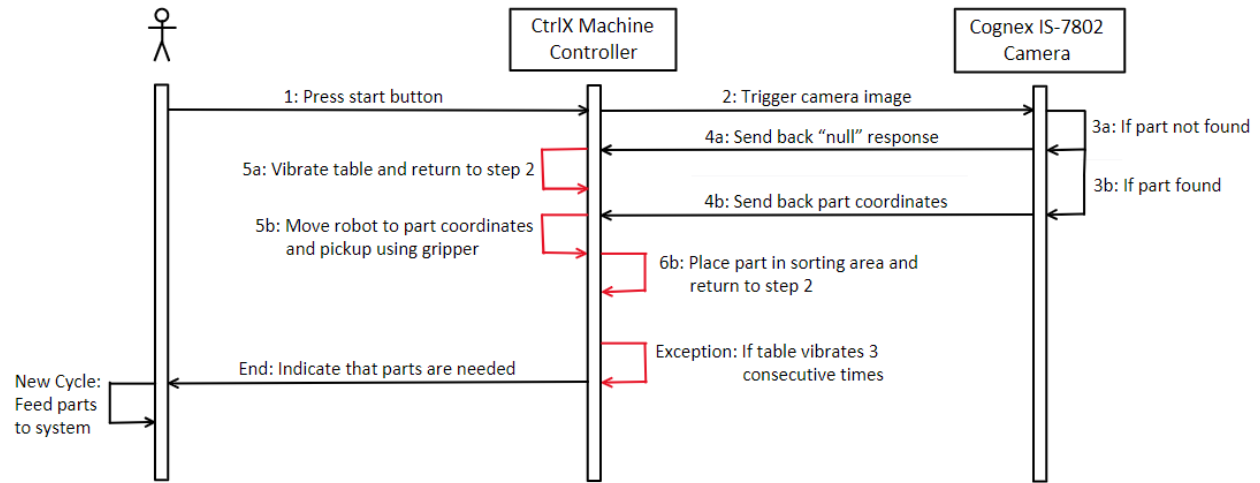 CtrlX Machine
Controller
Cognex IS-7802
Camera
1: Press start button
2: Trigger camera image
3a: If part not found
4a: Send back “null” response
5a: Vibrate table and return to step 2
3b: If part found
4b: Send back part coordinates
5b: Move robot to part coordinates
and pickup using gripper
6b: Place part in sorting area and
return to step 2
Exception: If table vibrates 3
consecutive times
End: Indicate that parts are needed
New Cycle:
Feed parts
to system